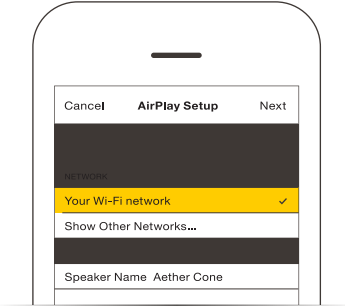 Cancel AirPlay Setup Next
NETWORK
Your Wi-Fi network
Show Other Networks...
Speaker Name Aether Cone